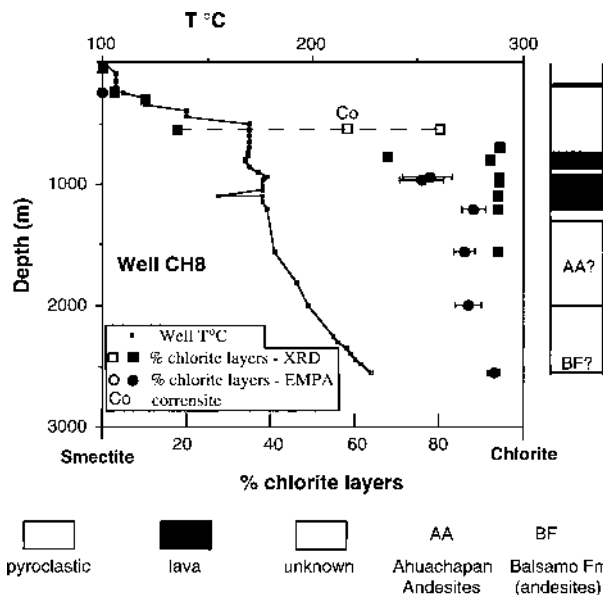 T °C
100 200 300
Co
1000
Depth (m)
Well CH8
AA?
2000
Well T°C
% chlorite layers - XRD
% chlorite layers - EMPA
Co corrensite
BF?
3000
Smectite 20 40 60 80 Chlorite
% chlorite layers
AA BF
pyroclastic lava unknown Ahuachapan Balsamo Fm
Andesites (andesites)